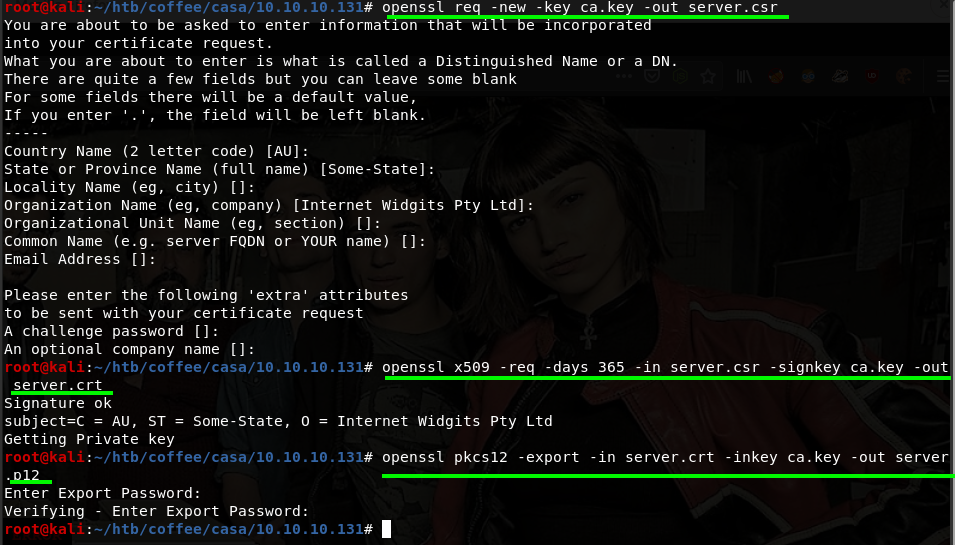 root@kali:~/htb/coffee/casa/10.10.10.131# openssl req -new -key ca.key -out server.csr
You are about to be asked to enter information that will be incorporated
into your certificate request.
What you are about to enter is what is called a Distinguished Name or a DN.
There are quite a few fields but you can leave some blank
For some fields there will be a default value,
If you enter '.', the field will be left blank.
-----
Country Name (2 letter code) [AU]:
State or Province Name (full name) [Some-State]:
Locality Name (eg, city) []:
Organization Name (eg, company) [Internet Widgits Pty Ltd]:
Organizational Unit Name (eg, section) []:
Common Name (e.g. server FQDN or YOUR name) []:
Email Address []:

Please enter the following 'extra' attributes
to be sent with your certificate request
A challenge password []:
An optional company name []:
root@kali:~/htb/coffee/casa/10.10.10.131# openssl x509 -req -days 365 -in server.csr -signkey ca.key -out
server.crt
Signature ok
subject=C = AU, ST = Some-State, O = Internet Widgits Pty Ltd
Getting Private key
root@kali:~/htb/coffee/casa/10.10.10.131# openssl pkcs12 -export -in server.crt -inkey ca.key -out server
.p12
Enter Export Password:
Verifying - Enter Export Password:
root@kali:~/htb/coffee/casa/10.10.10.131#